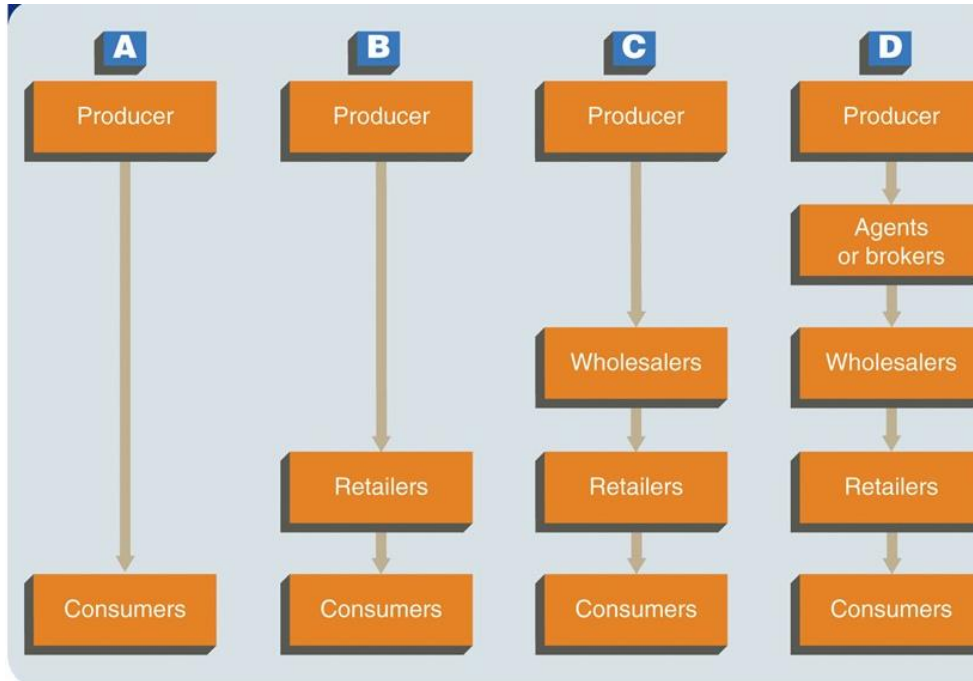 A
B
C
D
Producer
Producer
Producer
Producer
Agents
or brokers
Wholesalers
Wholesalers
Retailers
Retailers
Retailers
Consumers
Consumers
Consumers
Consumers